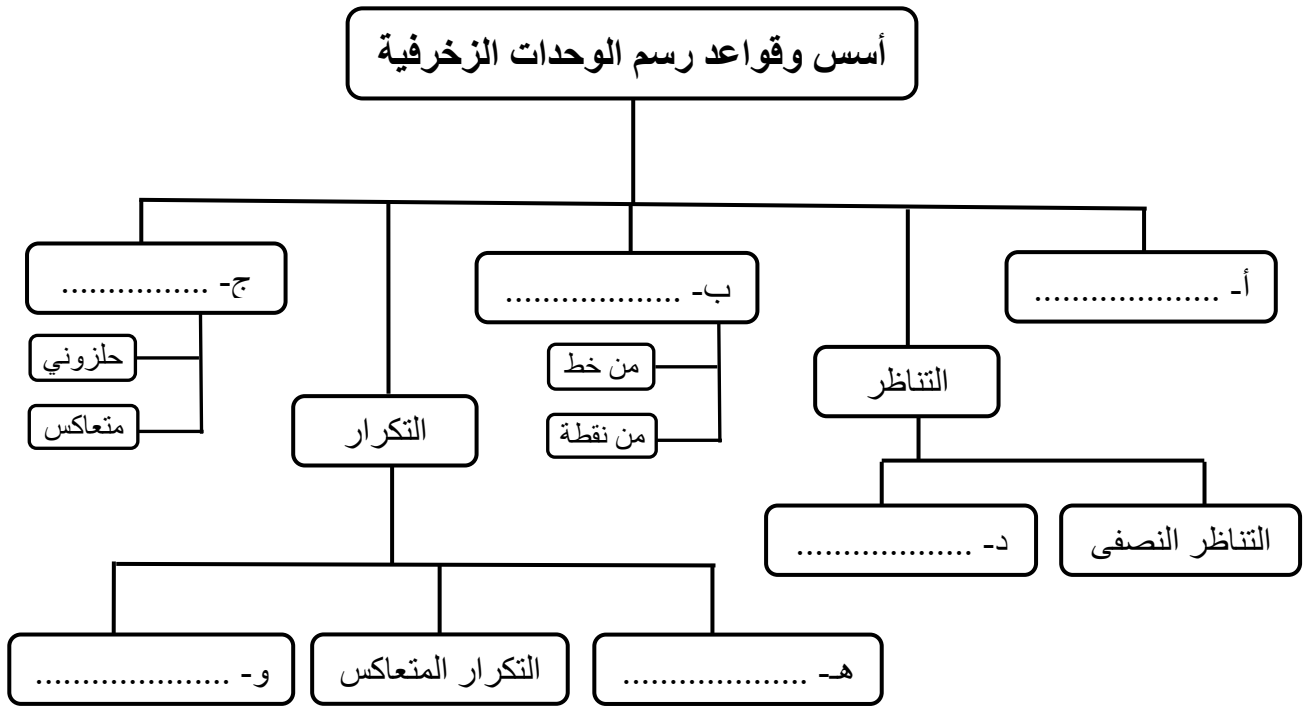 أسس وقواعد رسم الوحدات الزخرفية
أ- ....................
ب- ...................
ج- ................
من خط
حلزوني
التناظر
التكرار
من نقطة
متعاكس
التناظر النصفى
د- ...................
هـ- ....................
التكرار المتعاكس
و- .....................